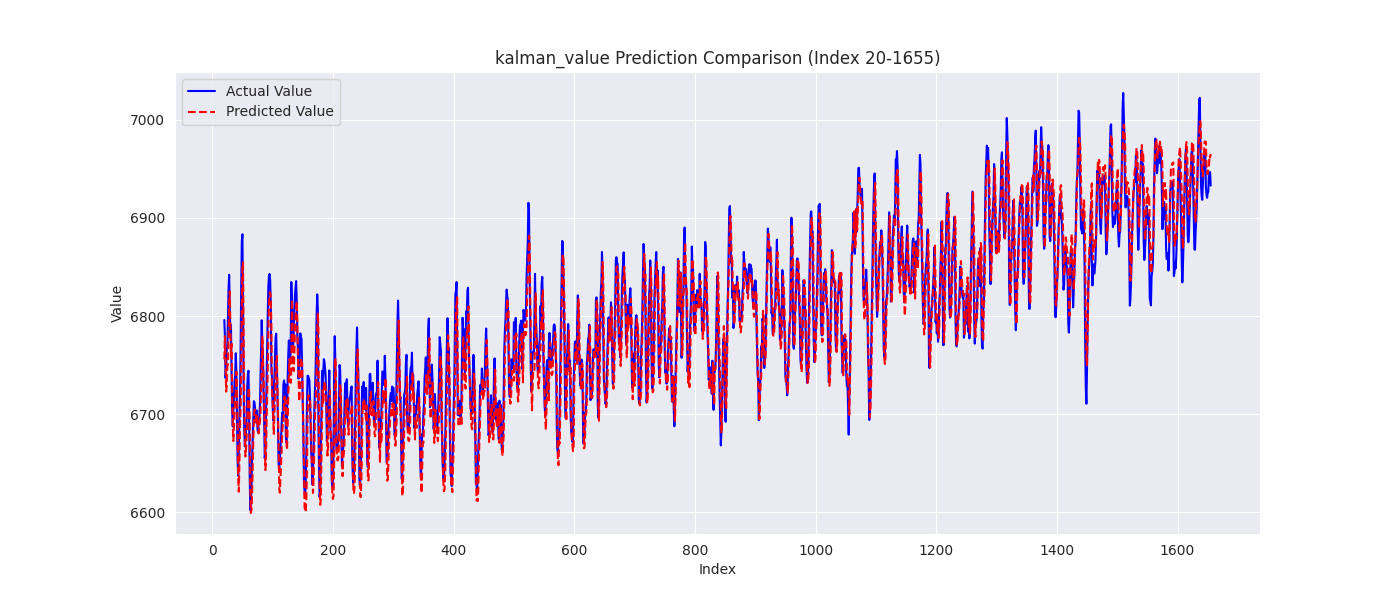 kalman_value Prediction Comparison (Index 20-1655)
Actual Value
Predicted Value
7000
6900
6800
6700
6600
Value
0 200 400 600 800 1000 1200 1400 1600
Index